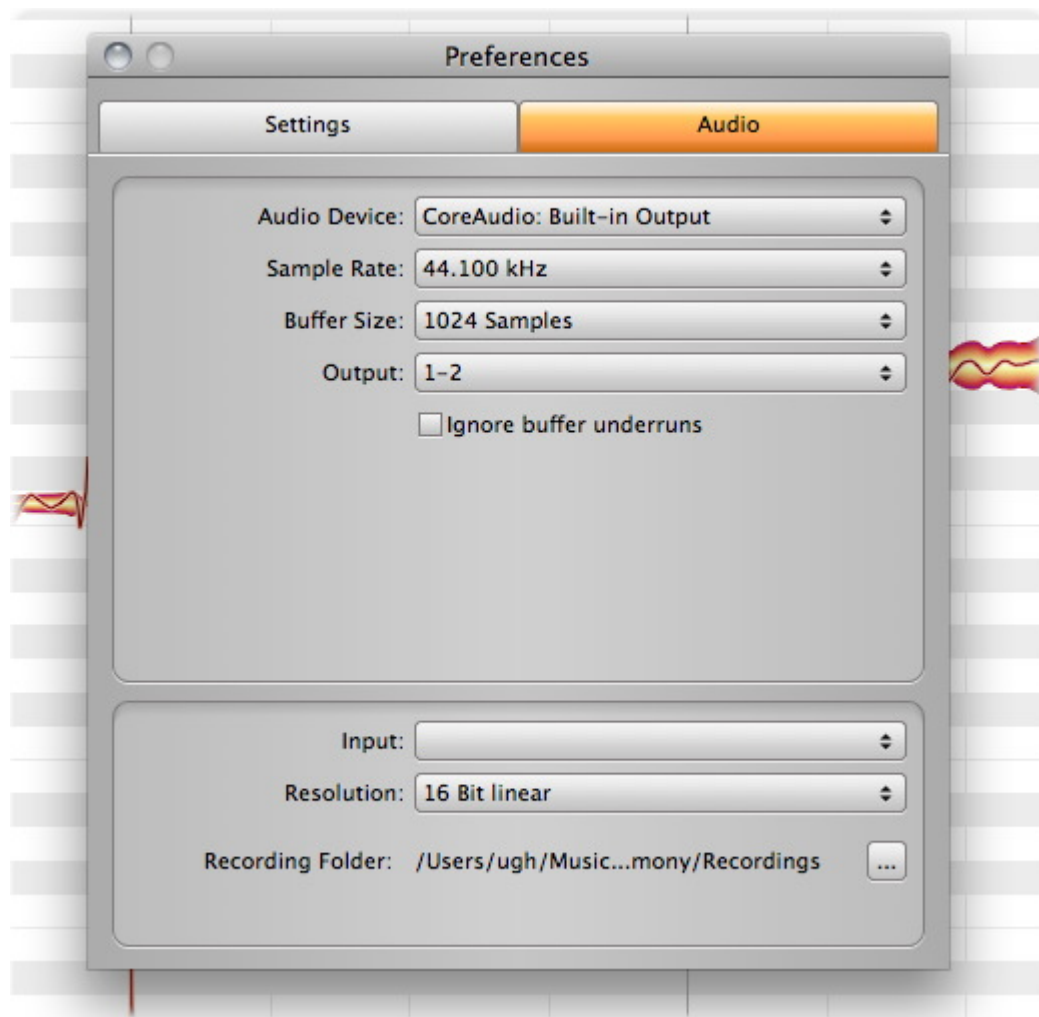 Preferences
Settings
Audio
Audio Device: CoreAudio: Built-in Output
Sample Rate: 44.100 kHz
Buffer Size: 1024 Samples
Output: 1-2
Ignore buffer underruns
Input:
Resolution: 16 Bit linear
Recording Folder: /Users/ugh/Music...mony/Recordings ...